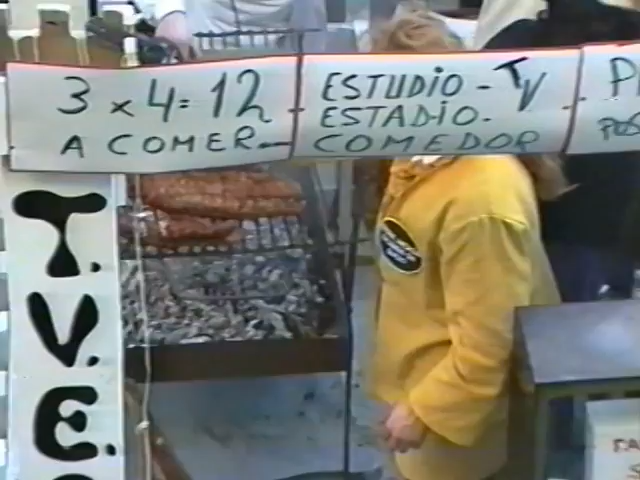 3 x 4 = 12
A COMER-
ESTUDiO - TV
ESTADiO.
COMEDOR
T.
V.
E.